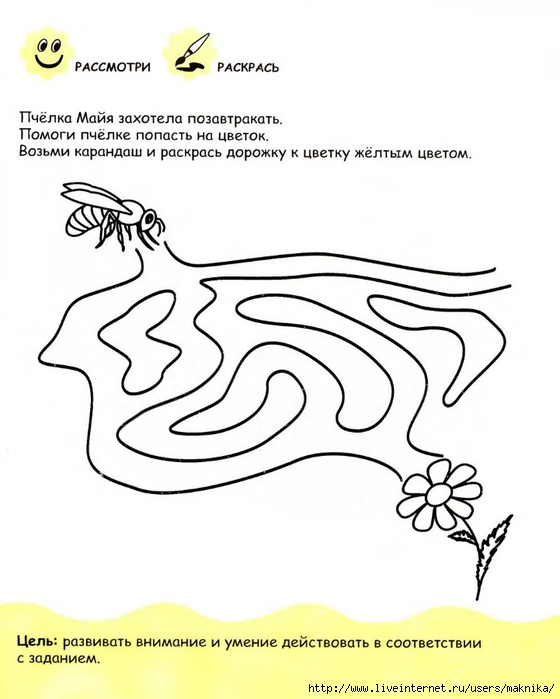 РАССМОТРИ РАСКРАСЬ
Пчёлка Майя захотела позавтракать.
Помоги пчёлке попасть на цветок.
Возьми карандаш и раскрась дорожку к цветку жёлтым цветом.
Цель: развивать внимание и умение действовать в соответствии
с заданием.
http://www.liveinternet.ru/users/maknika/